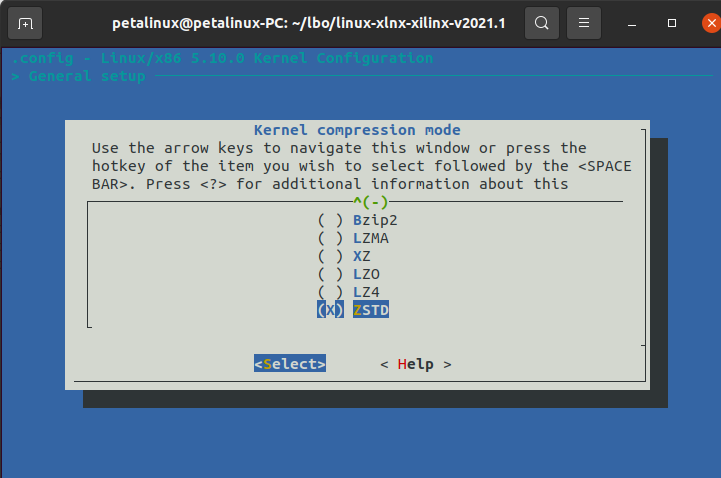 petalinux@petalinux-PC: ~/lbo/linux-xlnx-xilinx-v2021.1
.config - Linux/x86 5.10.0 Kernel Configuration
> General setup
Kernel compression mode
Use the arrow keys to navigate this window or press the
hotkey of the item you wish to select followed by the <SPACE
BAR>. Press <?> for additional information about this
^(-)
( ) Bzip2
( ) LZMA
( ) XZ
( ) LZO
( ) LZ4
(X) ZSTD
<Select> < Help >